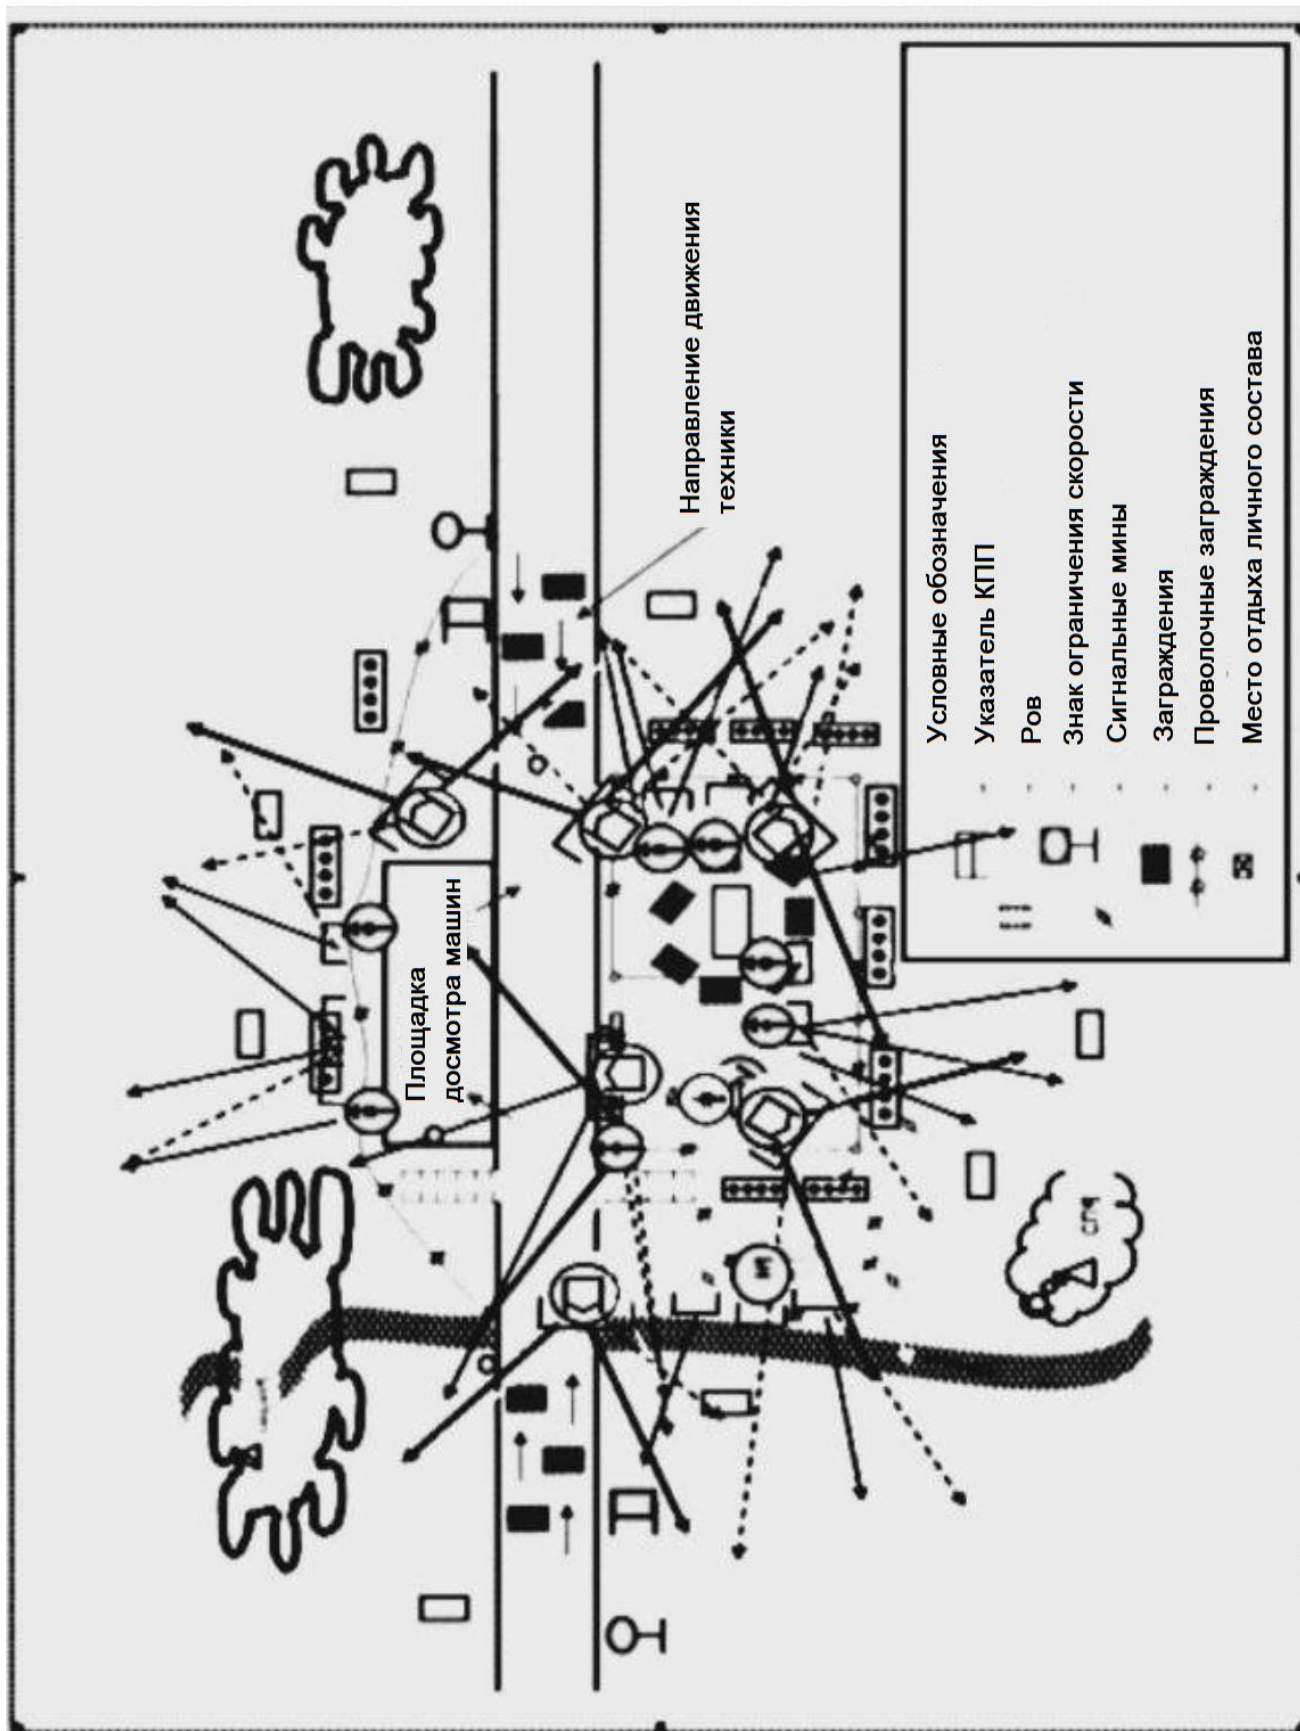 Площадка
досмотра машин
Направление движения
техники
Условные обозначения
Указатель КПП
Ров
Знак ограничения скорости
Сигнальные мины
Заграждения
Проволочные заграждения
Место отдыха личного состава